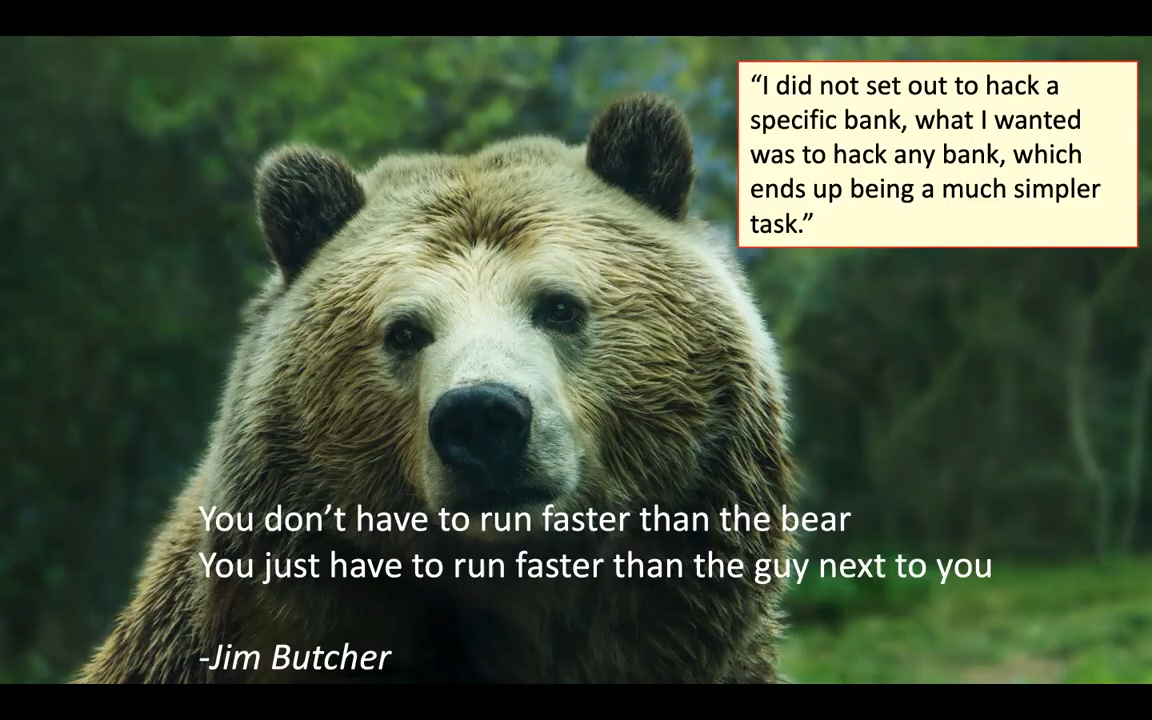 “I did not set out to hack a
specific bank, what I wanted
was to hack any bank, which
ends up being a much simpler
task.”
You don’t have to run faster than the bear
You just have to run faster than the guy next to you
-Jim Butcher